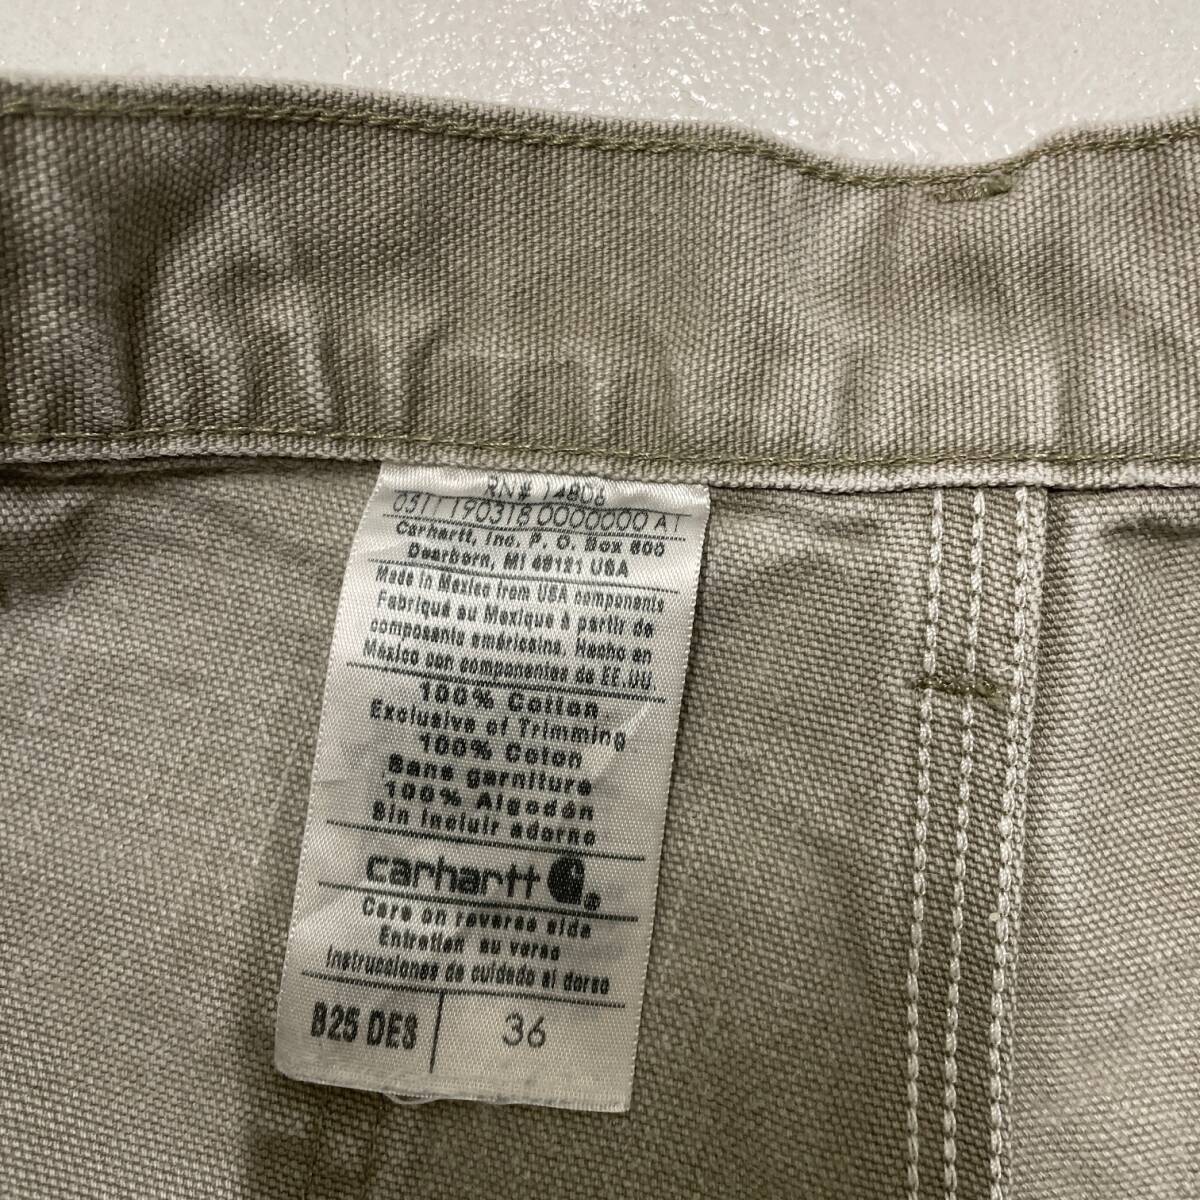 RN# 14806
0511 190318 0000000 A1
Carhartt, Inc. P. O. Box 600
Dearborn, MI 48121 USA
Made in Mexico from USA components
Fabriqué au Mexique à partir de
composants américains. Hecho en
México con componentes de EE.UU
100% Cotton
Exclusive of Trimming
100% Coton
Sans garniture
100% Algodón
Sin incluir adorno
carhartt
Care on reverse side
Entretien au verso
Instrucciones de cuidado al dorso
B25 DES 36